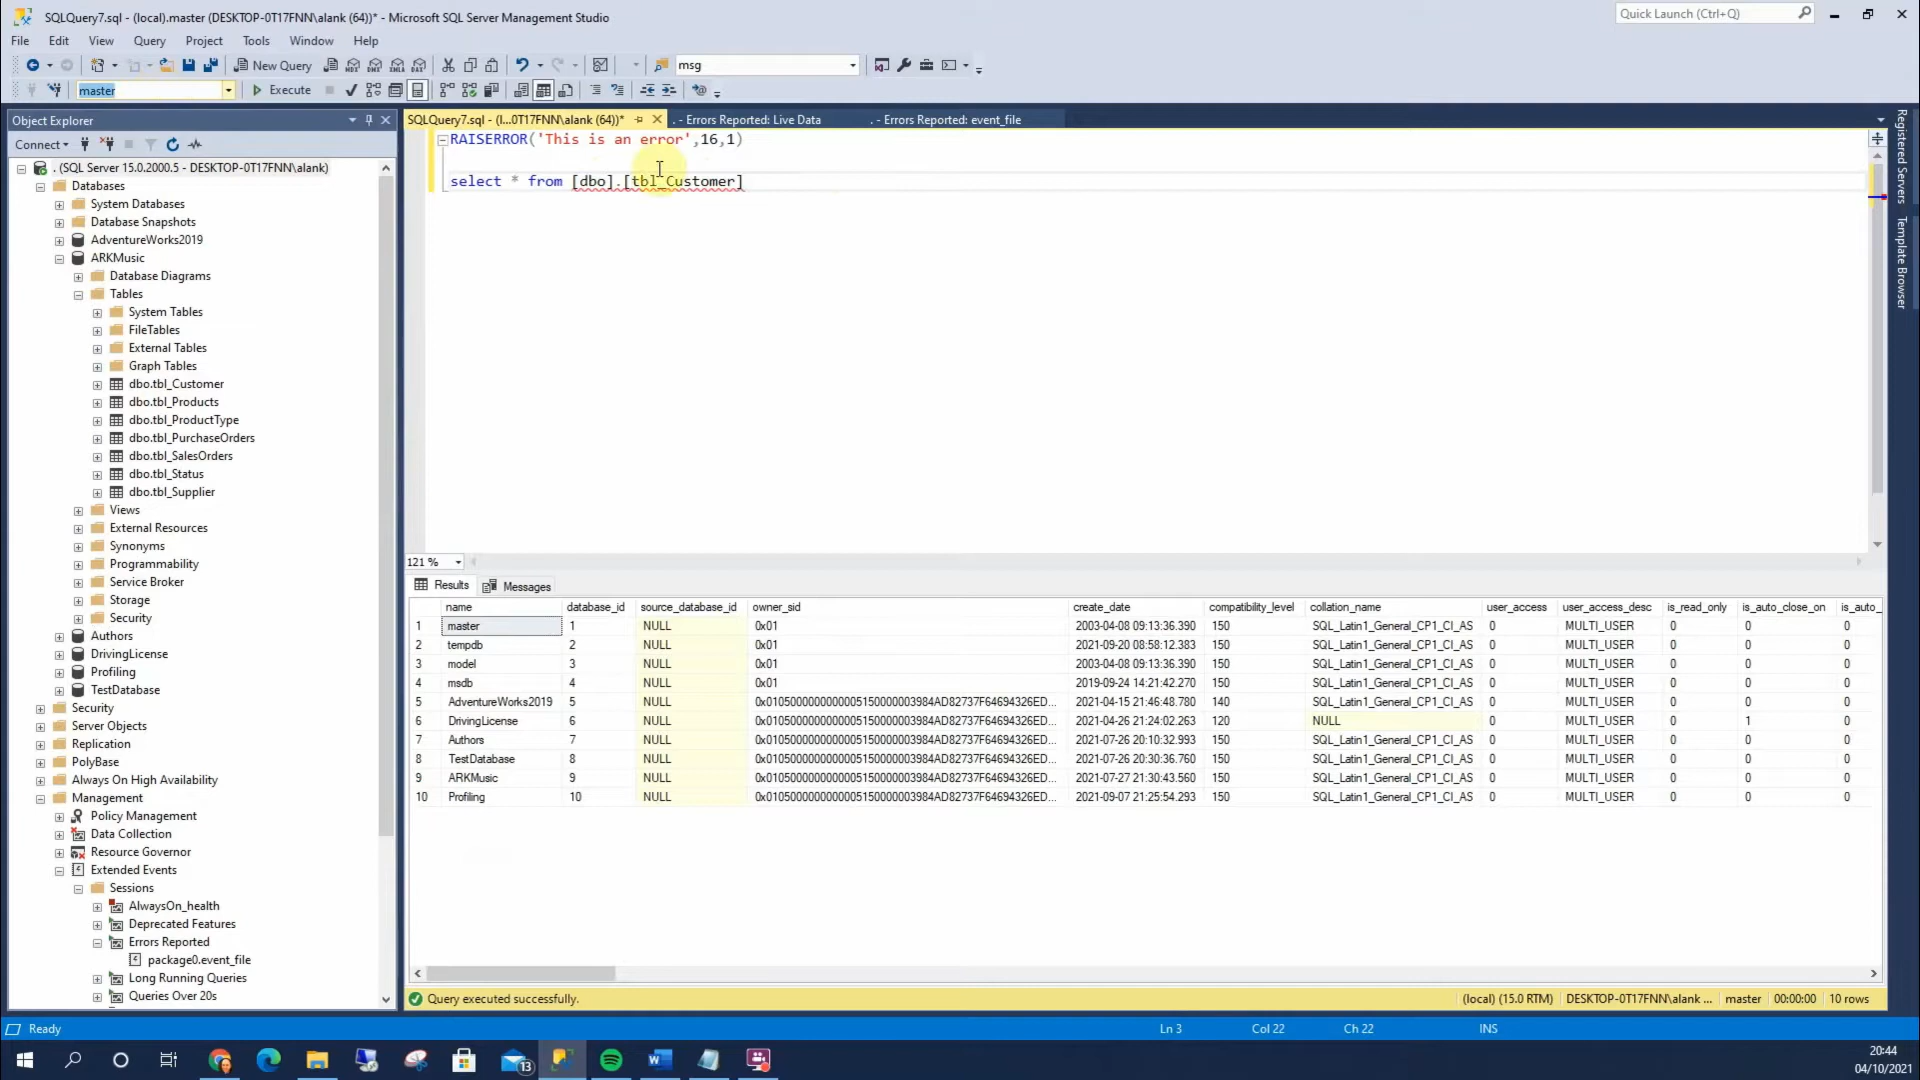 SQLQuery7.sql - (local).master (DESKTOP-0T17FNN\alank (64))* - Microsoft SQL Server Management Studio
Quick Launch (Ctrl+Q)
File Edit View Query Project Tools Window Help
New Query msg
master Execute
Object Explorer
SQLQuery7.sql - (l...0T17FNN\alank (64))*
. - Errors Reported: Live Data
. - Errors Reported: event_file
Registered Servers
Template Browser
Connect
RAISERROR('This is an error',16,1)
select * from [dbo].[tbl_Customer]
. (SQL Server 15.0.2000.5 - DESKTOP-0T17FNN\alank)
Databases
System Databases
Database Snapshots
AdventureWorks2019
ARKMusic
Database Diagrams
Tables
System Tables
FileTables
External Tables
Graph Tables
dbo.tbl_Customer
dbo.tbl_Products
dbo.tbl_ProductType
dbo.tbl_PurchaseOrders
dbo.tbl_SalesOrders
dbo.tbl_Status
dbo.tbl_Supplier
Views
External Resources
Synonyms
Programmability
Service Broker
Storage
Security
Authors
DrivingLicense
Profiling
TestDatabase
Security
Server Objects
Replication
PolyBase
Always On High Availability
Management
Policy Management
Data Collection
Resource Governor
Extended Events
Sessions
AlwaysOn_health
Deprecated Features
Errors Reported
package0.event_file
Long Running Queries
Queries Over 20s
121 %
Results Messages
name database_id source_database_id owner_sid create_date compatibility_level collation_name user_access user_access_desc is_read_only is_auto_close_on is_auto_
1 master 1 NULL 0x01 2003-04-08 09:13:36.390 150 SQL_Latin1_General_CP1_CI_AS 0 MULTI_USER 0 0 0
2 tempdb 2 NULL 0x01 2021-09-20 08:58:12.383 150 SQL_Latin1_General_CP1_CI_AS 0 MULTI_USER 0 0 0
3 model 3 NULL 0x01 2003-04-08 09:13:36.390 150 SQL_Latin1_General_CP1_CI_AS 0 MULTI_USER 0 0 0
4 msdb 4 NULL 0x01 2019-09-24 14:21:42.270 150 SQL_Latin1_General_CP1_CI_AS 0 MULTI_USER 0 0 0
5 AdventureWorks2019 5 NULL 0x0105000000000005150000003984AD82737F64694326ED... 2021-04-15 21:46:48.780 140 SQL_Latin1_General_CP1_CI_AS 0 MULTI_USER 0 0 0
6 DrivingLicense 6 NULL 0x0105000000000005150000003984AD82737F64694326ED... 2021-04-26 21:24:02.263 120 NULL 0 MULTI_USER 0 1 0
7 Authors 7 NULL 0x0105000000000005150000003984AD82737F64694326ED... 2021-07-26 20:10:32.993 150 SQL_Latin1_General_CP1_CI_AS 0 MULTI_USER 0 0 0
8 TestDatabase 8 NULL 0x0105000000000005150000003984AD82737F64694326ED... 2021-07-26 20:30:36.760 150 SQL_Latin1_General_CP1_CI_AS 0 MULTI_USER 0 0 0
9 ARKMusic 9 NULL 0x0105000000000005150000003984AD82737F64694326ED... 2021-07-27 21:30:43.560 150 SQL_Latin1_General_CP1_CI_AS 0 MULTI_USER 0 0 0
10 Profiling 10 NULL 0x0105000000000005150000003984AD82737F64694326ED... 2021-09-07 21:25:54.293 150 SQL_Latin1_General_CP1_CI_AS 0 MULTI_USER 0 0 0
Query executed successfully.
(local) (15.0 RTM) DESKTOP-0T17FNN\alank ... master 00:00:00 10 rows
Ready
Ln 3 Col 22 Ch 22 INS
13
20:44
04/10/2021